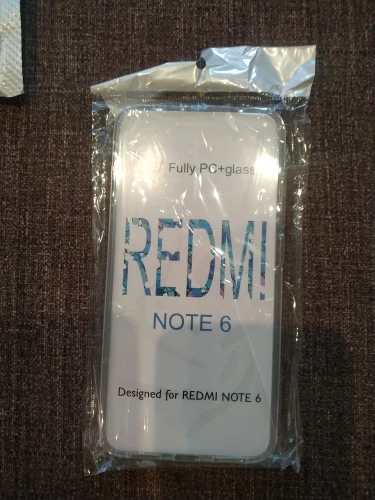 Fully PC+glass
REDMI
NOTE 6
Designed for REDMI NOTE 6